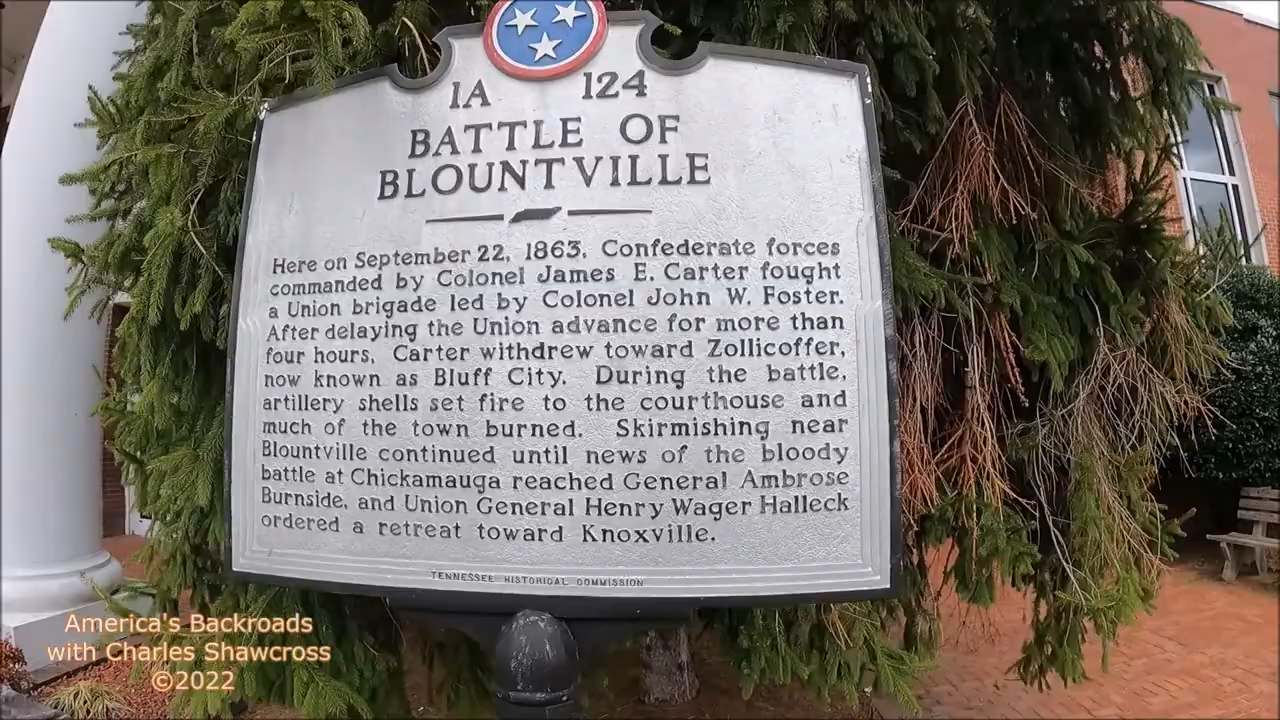 1A 124
BATTLE OF
BLOUNTVILLE
Here on September 22, 1863, Confederate forces
commanded by Colonel James E. Carter fought
a Union brigade led by Colonel John W. Foster.
After delaying the Union advance for more than
four hours, Carter withdrew toward Zollicoffer,
now known as Bluff City. During the battle,
artillery shells set fire to the courthouse and
much of the town burned. Skirmishing near
Blountville continued until news of the bloody
battle at Chickamauga reached General Ambrose
Burnside, and Union General Henry Wager Halleck
ordered a retreat toward Knoxville.
TENNESSEE HISTORICAL COMMISSION
America's Backroads
with Charles Shawcross
©2022